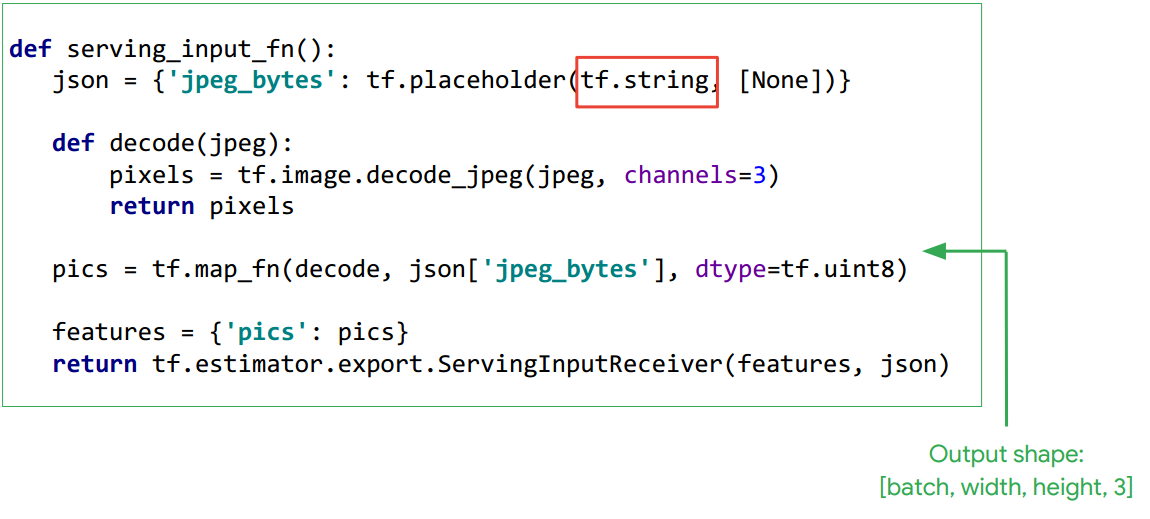 def serving_input_fn():
json = {'jpeg_bytes': tf.placeholder(tf.string, [None])}
def decode(jpeg):
pixels = tf.image.decode_jpeg(jpeg, channels=3)
return pixels
pics = tf.map_fn(decode, json['jpeg_bytes'], dtype=tf.uint8)
features = {'pics': pics}
return tf.estimator.export.ServingInputReceiver(features, json)
Output shape:
[batch, width, height, 3]